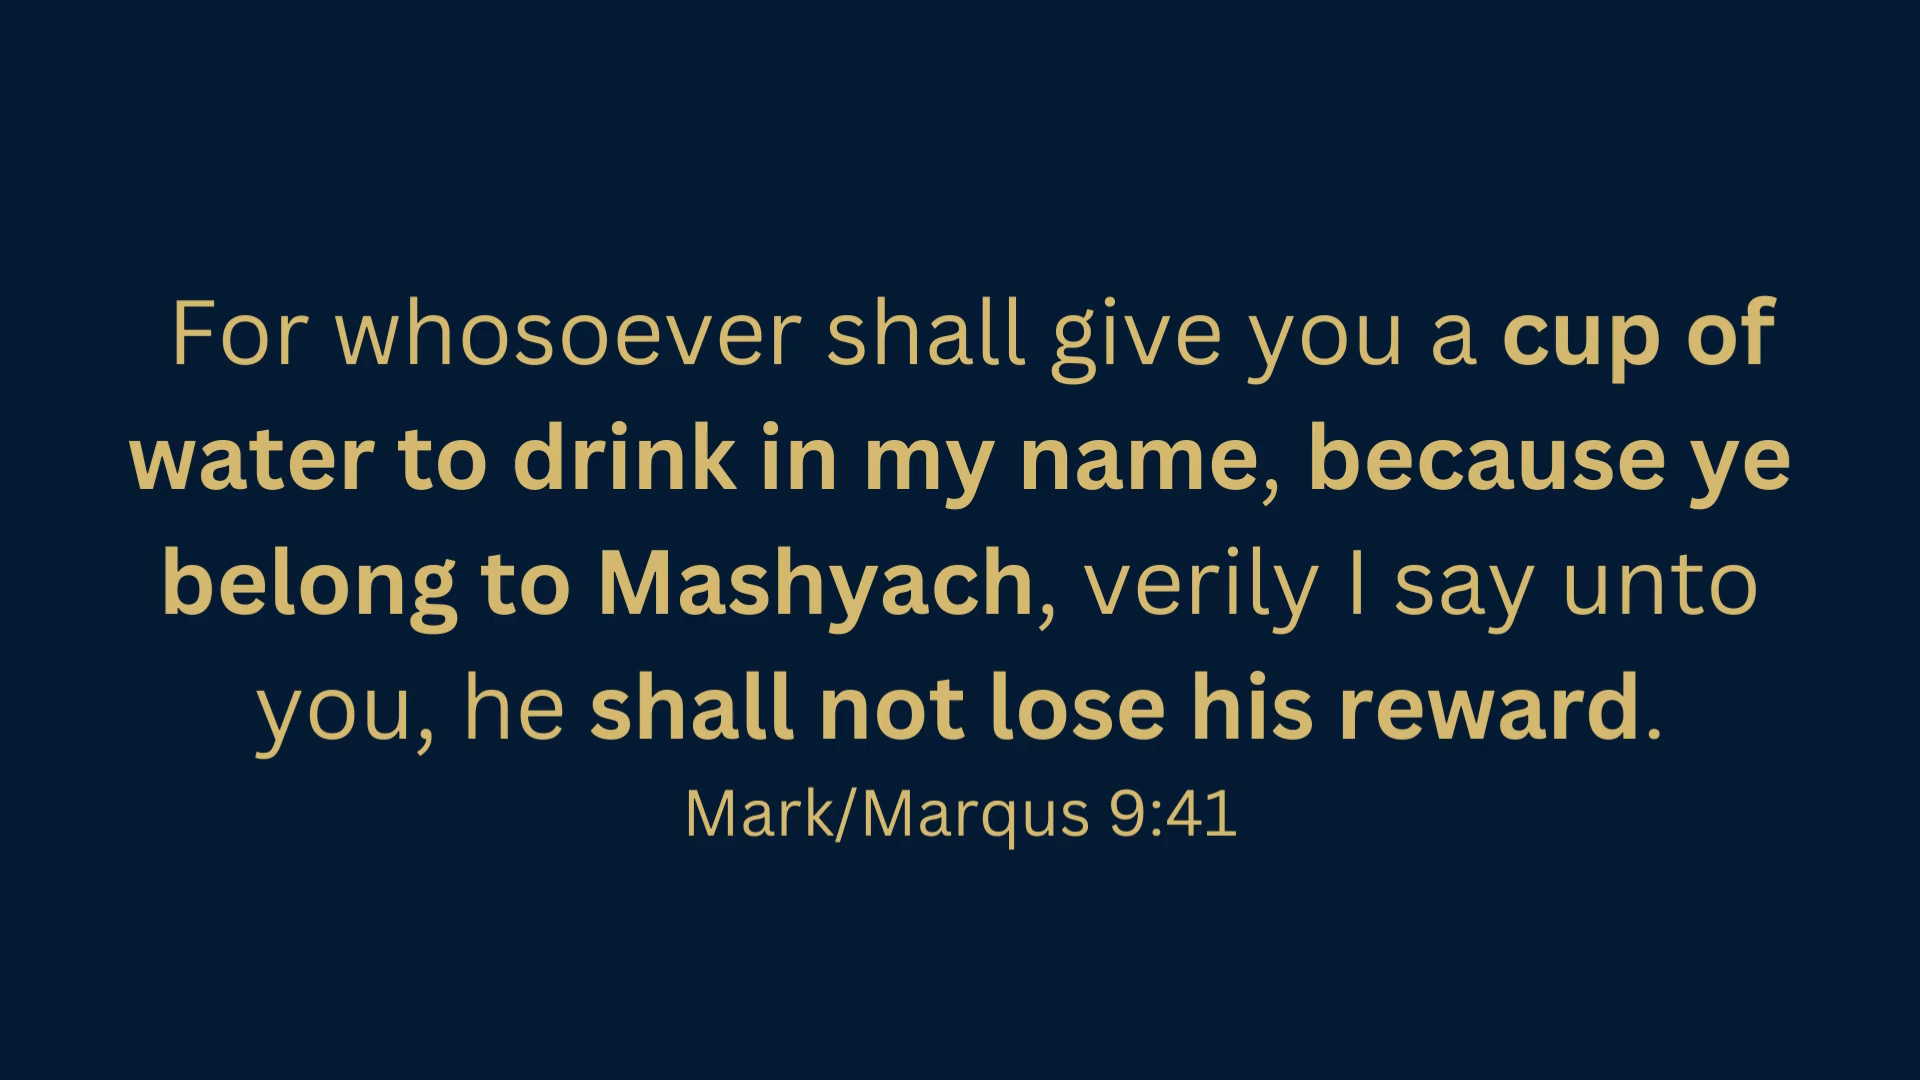 For whosoever shall give you a cup of
water to drink in my name, because ye
belong to Mashyach, verily I say unto
you, he shall not lose his reward.
Mark/Marqus 9:41